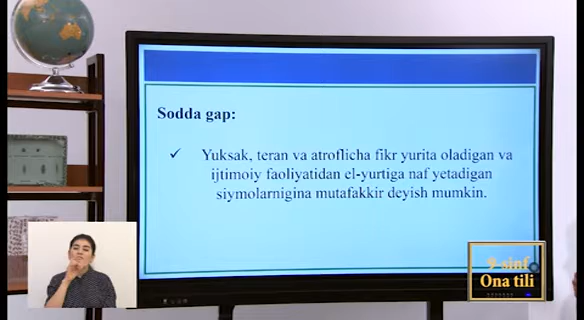 Sodda gap:
✓ Yuksak, teran va atroflicha fikr yurita oladigan va
ijtimoiy faoliyatidan el-yurtiga naf yetadigan
siymolarnigina mutafakkir deyish mumkin.
9-sinf
Ona tili